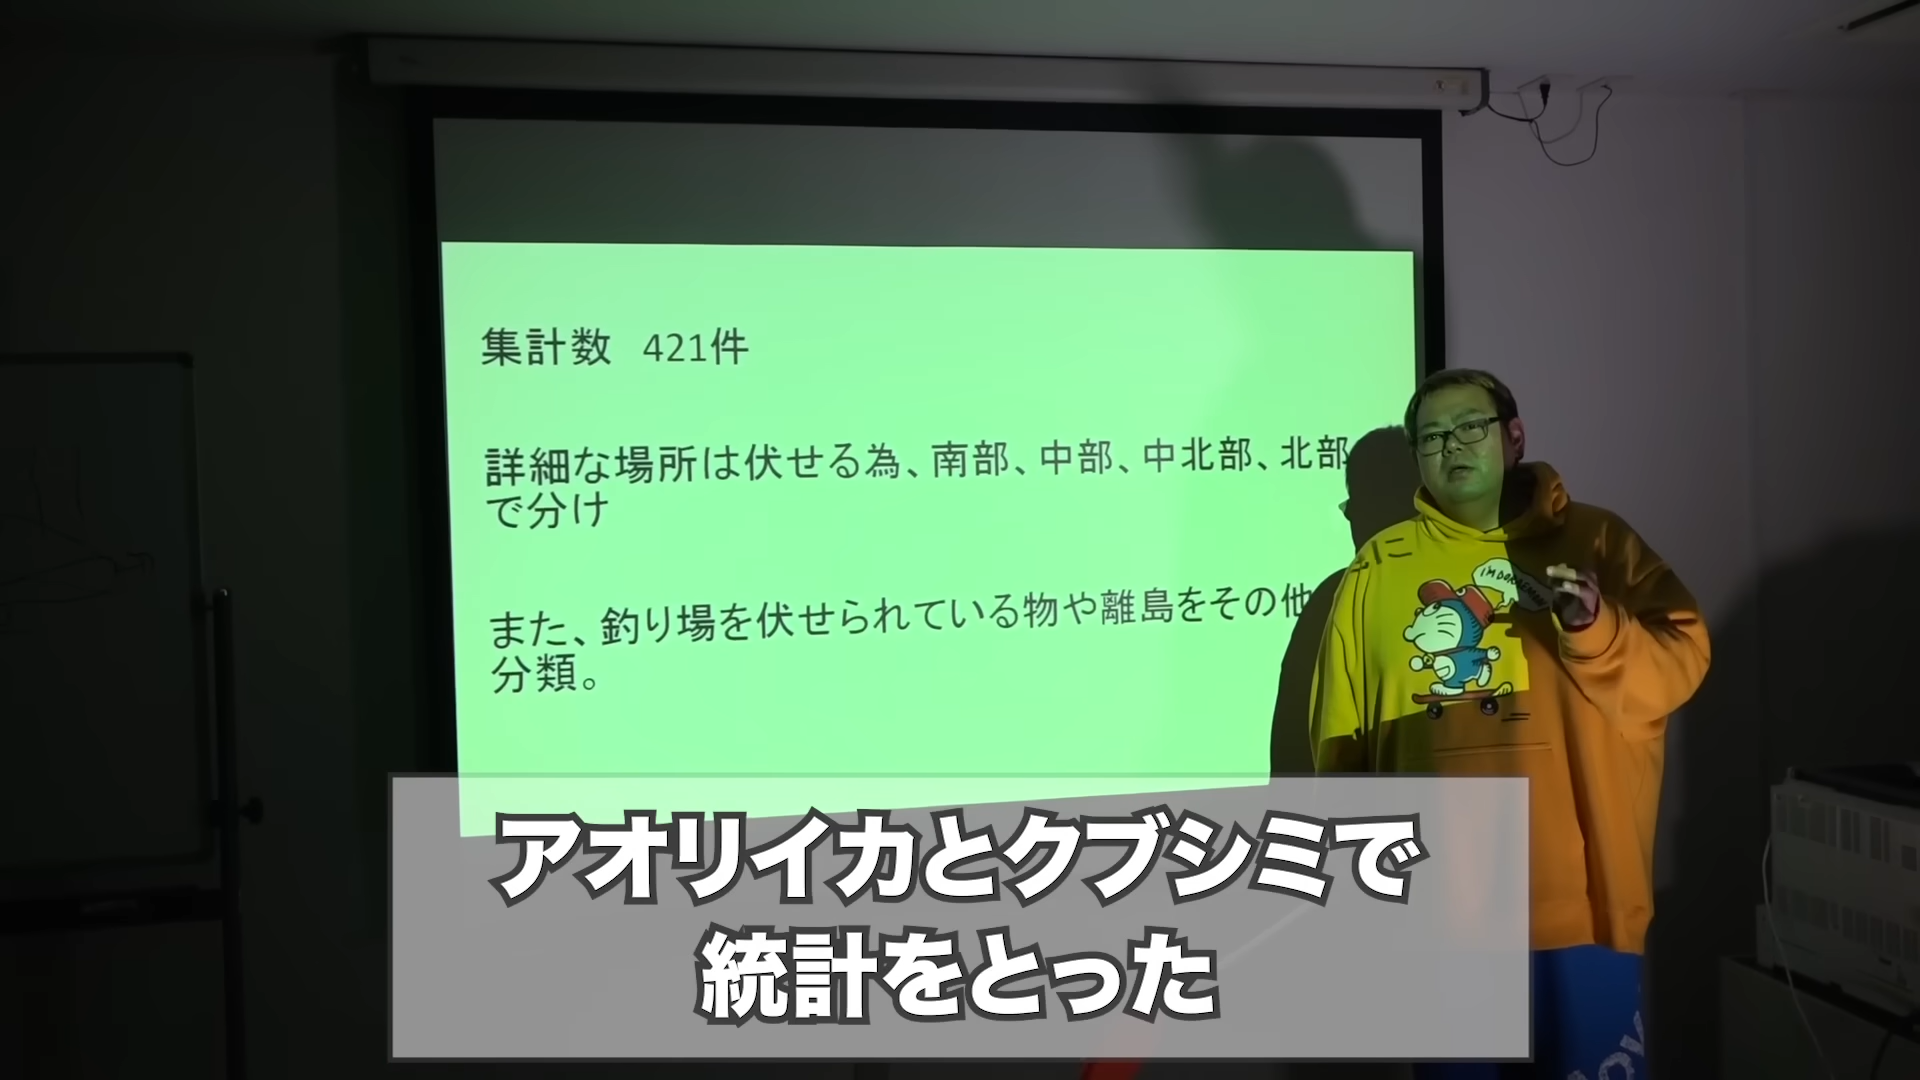 集計数 421件
詳細な場所は伏せる為、南部、中部、中北部、北部
で分け
また、釣り場を伏せられている物や離島をその他に
分類。
I'M DORAEMON!
アオリイカとクブシミで
統計をとった